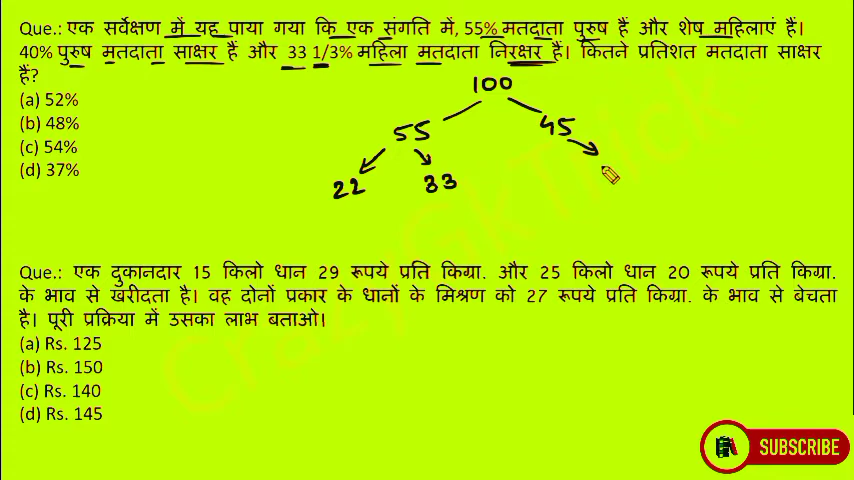 Que.: एक सर्वेक्षण में यह पाया गया कि एक संगति में, 55% मतदाता पुरुष हैं और शेष महिलाएं हैं।
40% पुरुष मतदाता साक्षर हैं और 33 1/3% महिला मतदाता निरक्षर हैं। कितने प्रतिशत मतदाता साक्षर
हैं?
100
(a) 52%
(b) 48%
55 45
(c) 54%
(d) 37%
22 33
Que.: एक दुकानदार 15 किलो धान 29 रूपये प्रति किग्रा. और 25 किलो धान 20 रूपये प्रति किग्रा.
के भाव से खरीदता है। वह दोनों प्रकार के धानों के मिश्रण को 27 रूपये प्रति किग्रा. के भाव से बेचता
है। पूरी प्रक्रिया में उसका लाभ बताओ।
(a) Rs. 125
(b) Rs. 150
(c) Rs. 140
(d) Rs. 145
CrazyGkTrick
SUBSCRIBE